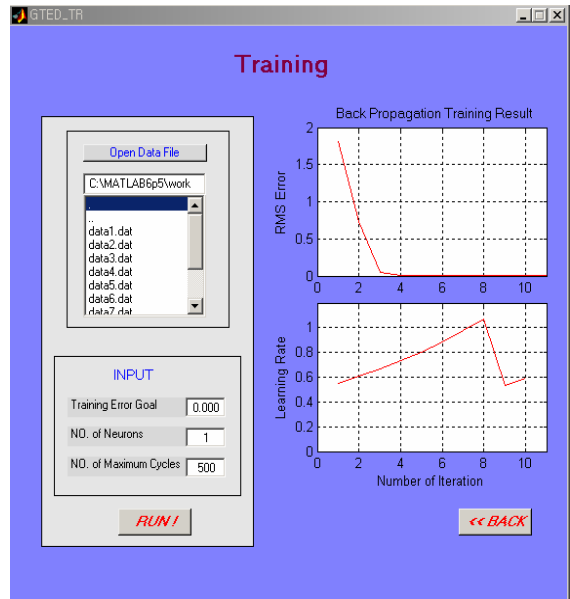 GTED_TR
Training
Open Data File
C:\MATLAB6p5\work
.
..
data1.dat
data2.dat
data3.dat
data4.dat
data5.dat
data6.dat
data7.dat
INPUT
Training Error Goal 0.000
NO. of Neurons 1
NO. of Maximum Cycles 500
RUN!
Back Propagation Training Result
RMS Error
2
1.5
1
0.5
0
0 2 4 6 8 10
Learning Rate
1
0.8
0.6
0.4
0.2
0
0 2 4 6 8 10
Number of Iteration
<< BACK